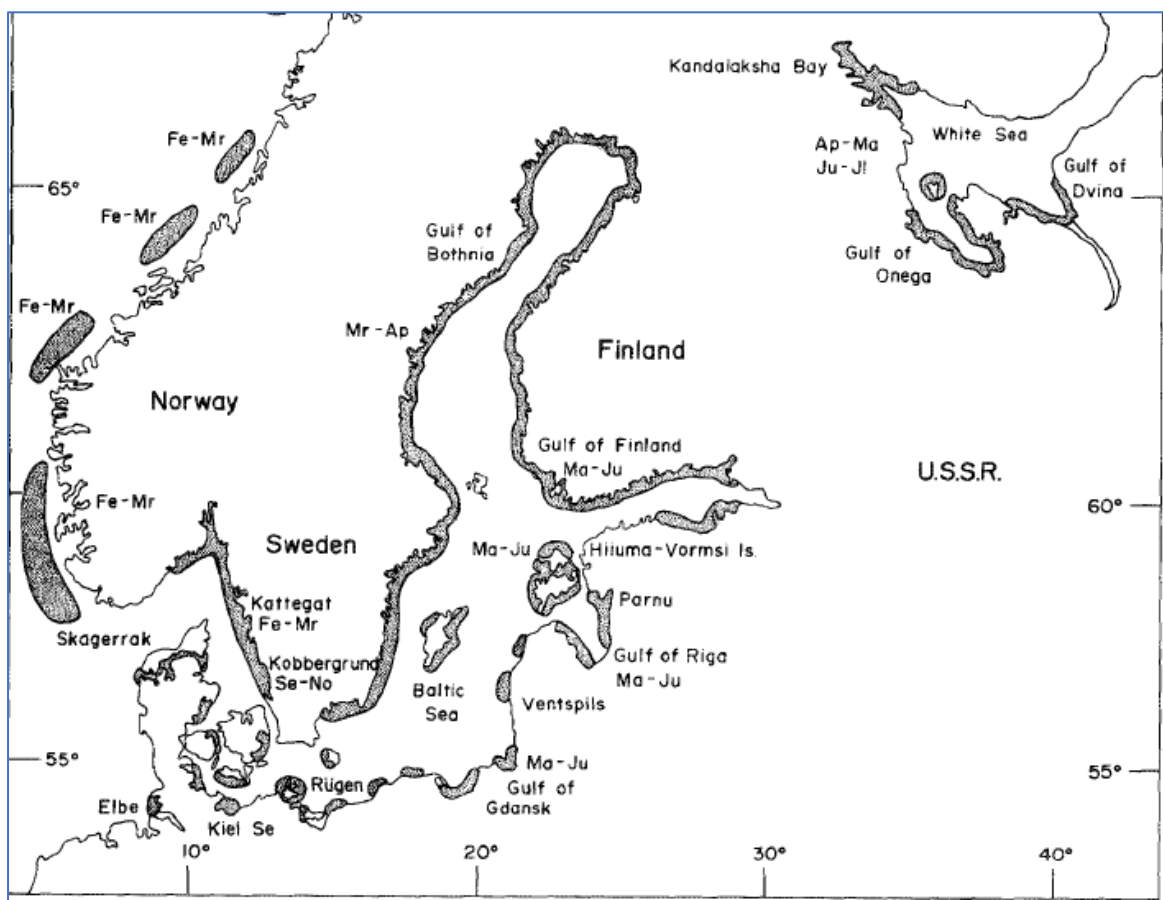 Kandalaksha Bay
Fe-Mr
Ap-Ma
Ju-Jl
White Sea
Gulf of
Dvina
65°
Fe-Mr
Gulf of
Bothnia
Gulf of
Onega
Fe-Mr
Mr-Ap
Finland
Norway
Gulf of Finland
Ma-Ju
U.S.S.R.
Fe-Mr
60°
Sweden
Ma-Ju
Hiiuma-Vormsi Is.
Kattegat
Fe-Mr
Parnu
Skagerrak
Kobbergrund
Se-No
Gulf of Riga
Ma-Ju
Baltic
Sea
Ventspils
55°
Ma-Ju
Gulf of
Gdansk
55°
Rügen
Elbe
Kiel Se
10°
20°
30°
40°